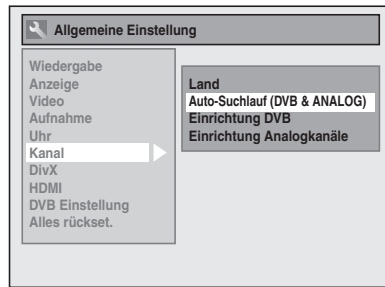 Allgemeine Einstellung
Wiedergabe
Anzeige
Video
Aufnahme
Uhr
Kanal
DivX
HDMI
DVB Einstellung
Alles rückset.
Land
Auto-Suchlauf (DVB & ANALOG)
Einrichtung DVB
Einrichtung Analogkanäle